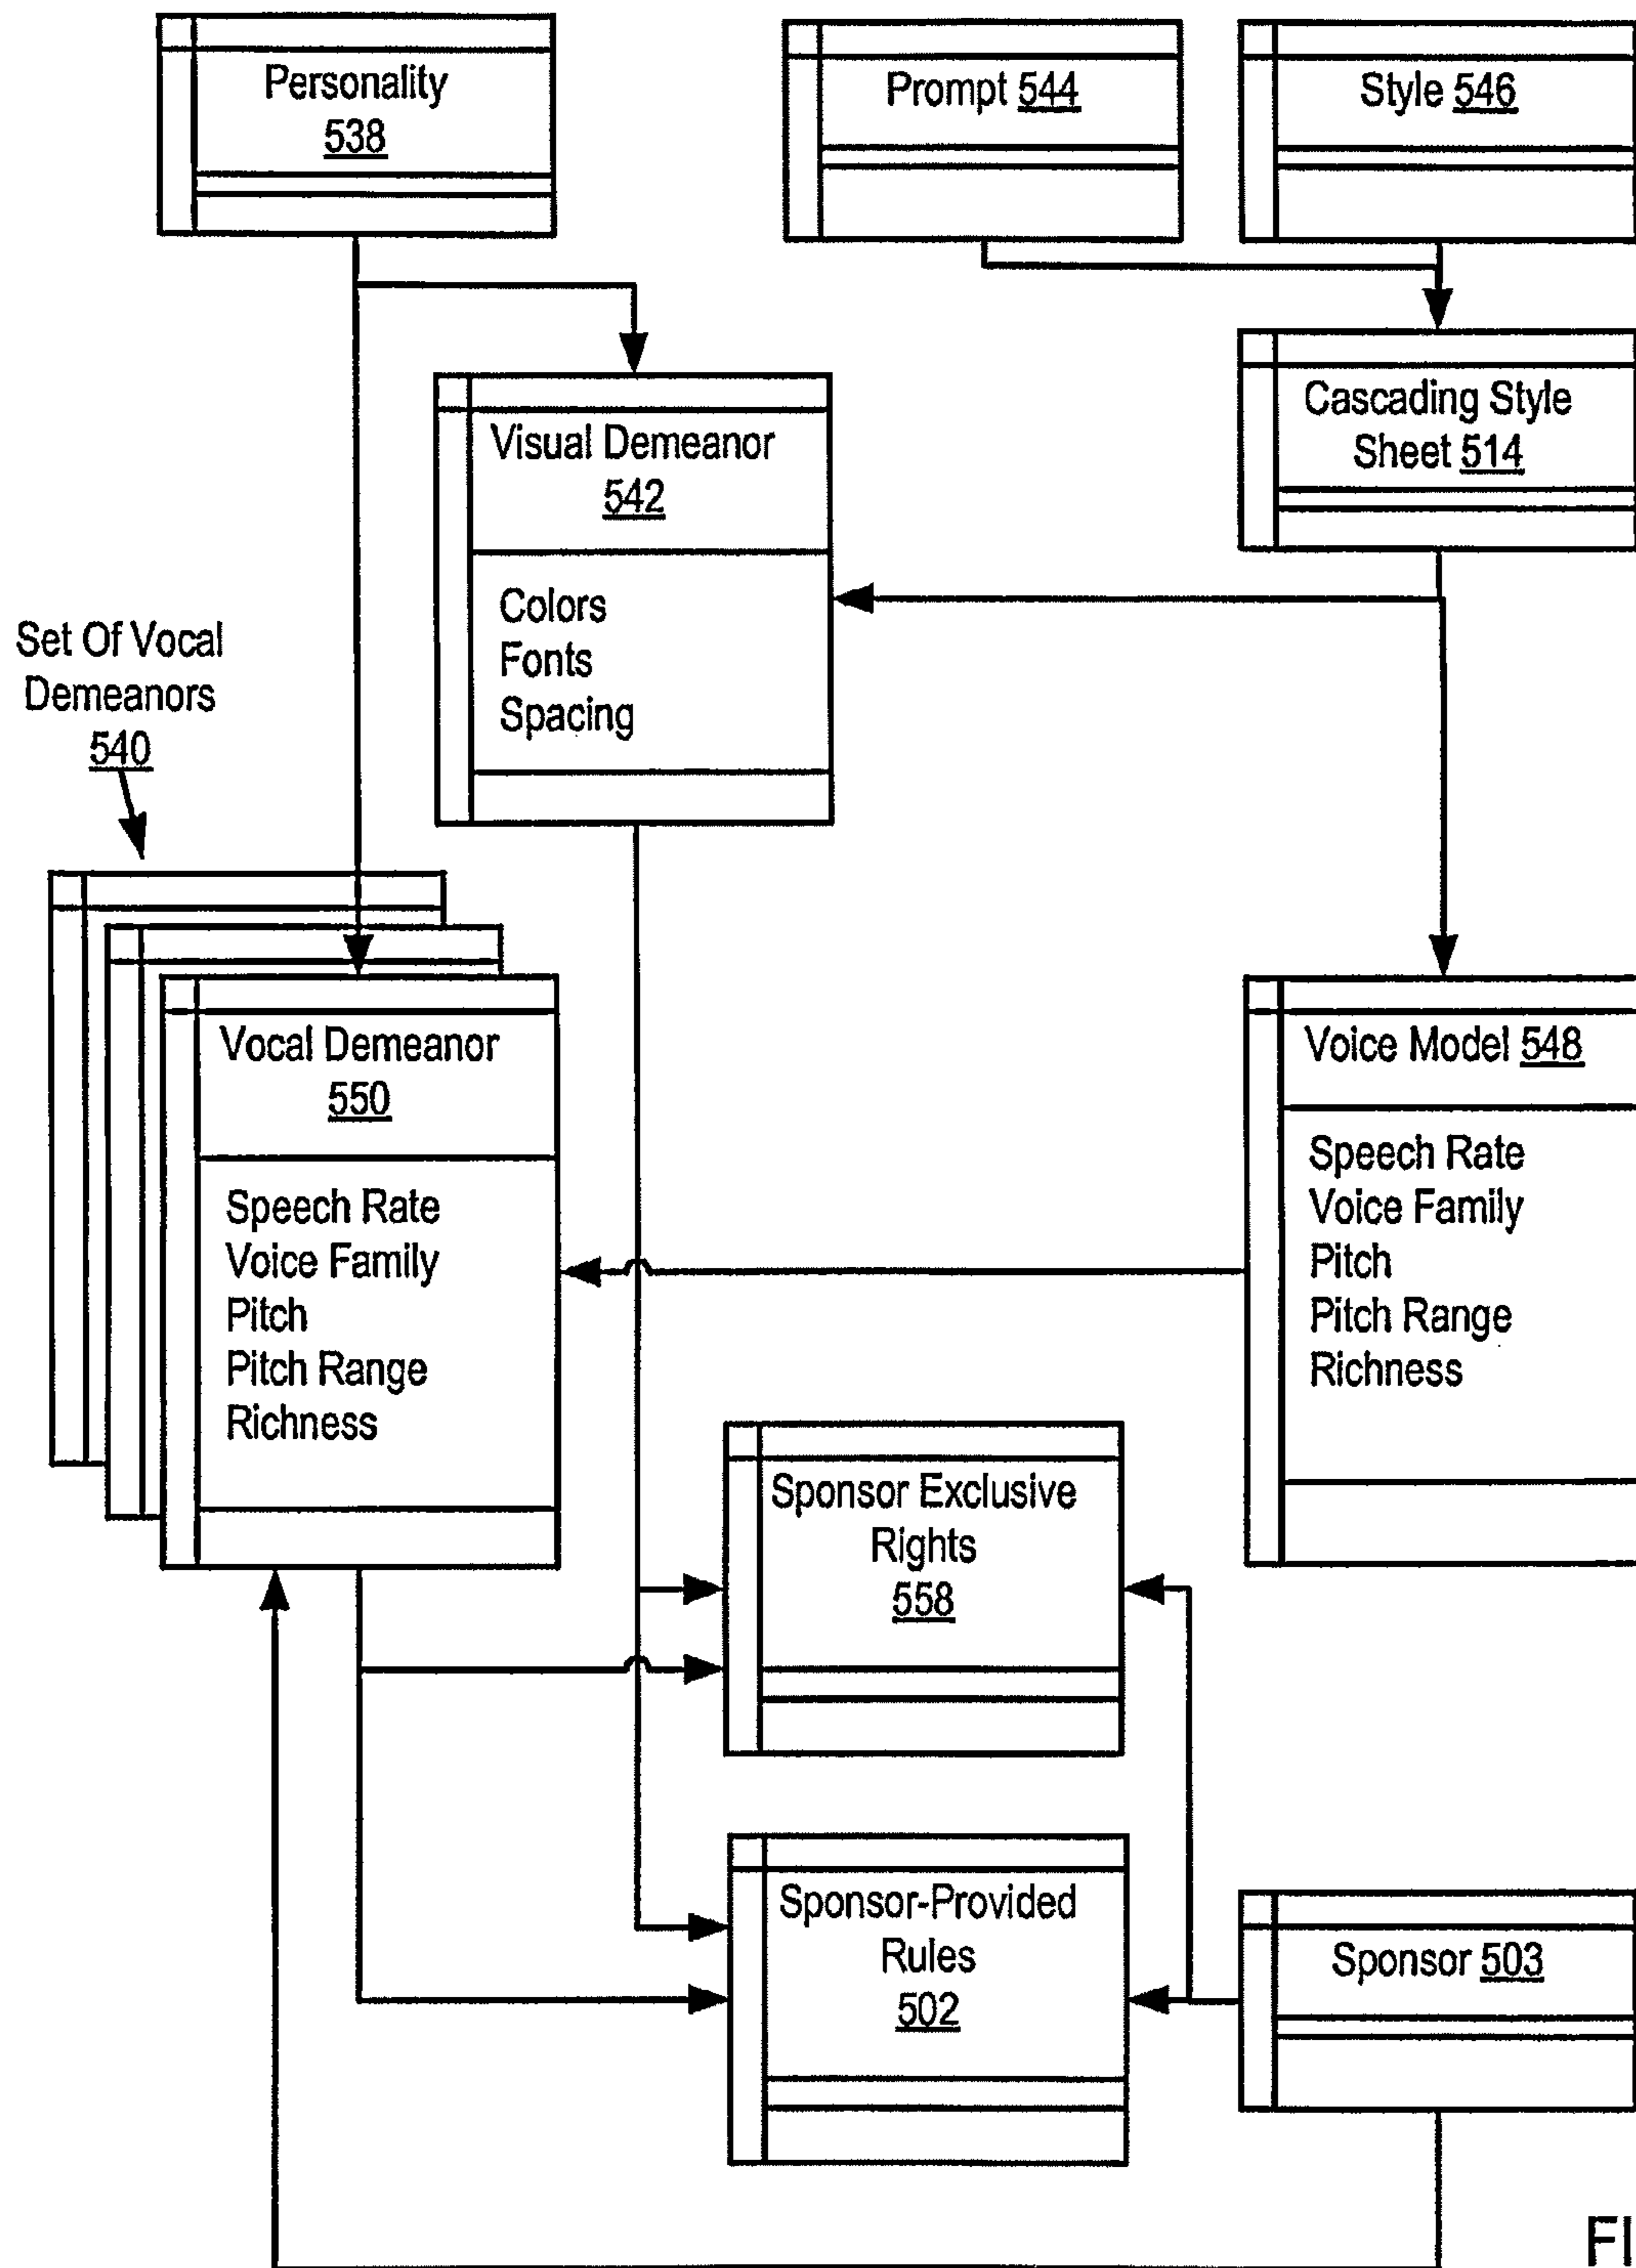 Personality
538
Prompt 544
Style 546
Cascading Style
Sheet 514
Visual Demeanor
542
Colors
Fonts
Spacing
Set Of Vocal
Demeanors
540
Vocal Demeanor
550
Speech Rate
Voice Family
Pitch
Pitch Range
Richness
Voice Model 548
Speech Rate
Voice Family
Pitch
Pitch Range
Richness
Sponsor Exclusive
Rights
558
Sponsor-Provided
Rules
502
Sponsor 503
FI